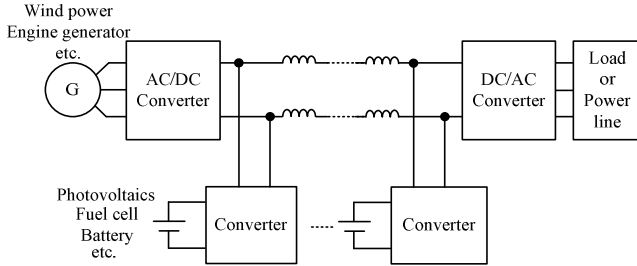 Wind power
Engine generator
etc.
G
AC/DC
Converter
DC/AC
Converter
Load
or
Power
line
Photovoltaics
Fuel cell
Battery
etc.
Converter
Converter